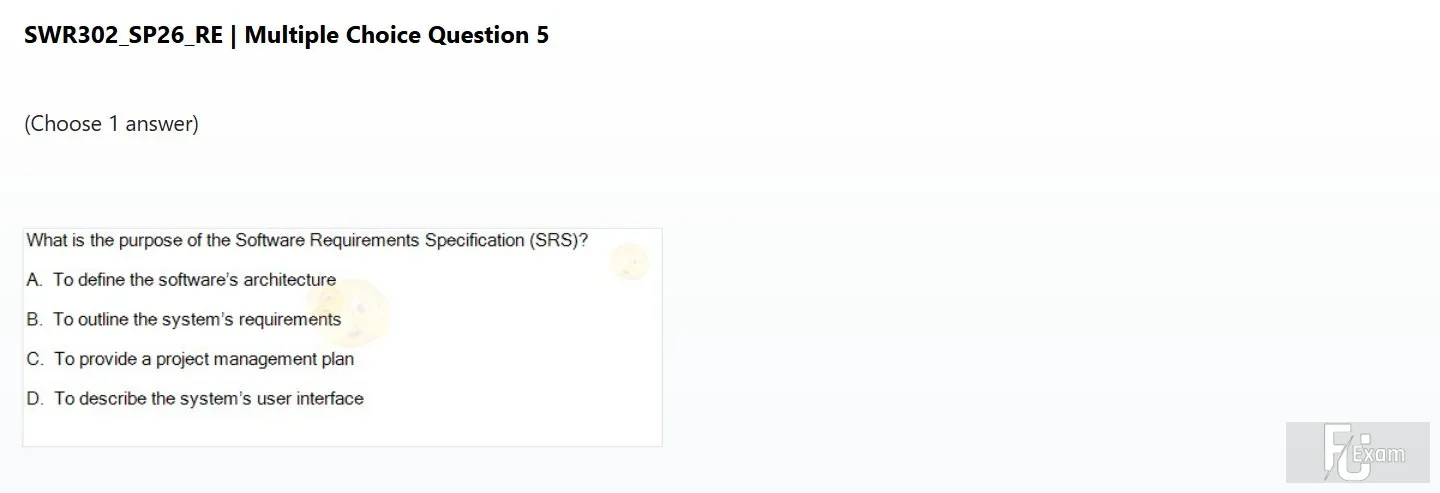 SWR302_SP26_RE | Multiple Choice Question 5
(Choose 1 answer)
What is the purpose of the Software Requirements Specification (SRS)?
A. To define the software's architecture
B. To outline the system's requirements
C. To provide a project management plan
D. To describe the system's user interface
FU Exam